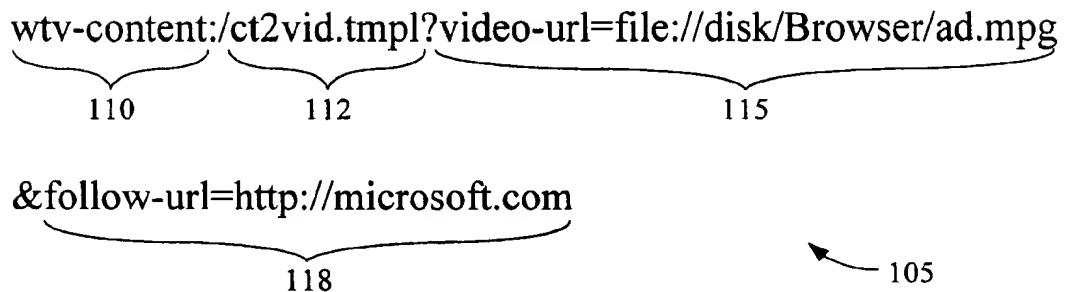 wtv-content:/ct2vid.tmpl?video-url=file://disk/Browser/ad.mpg
110 112 115
&follow-url=http://microsoft.com
118
105